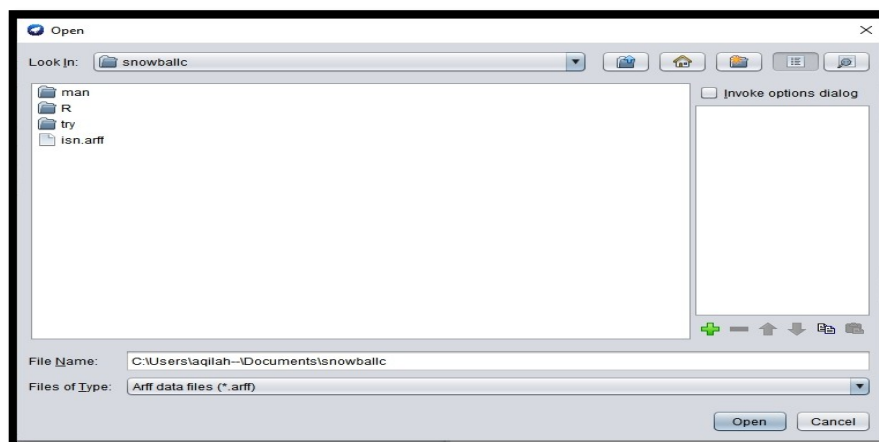 Open
Look In: snowballc
man
R
try
isn.arff
Invoke options dialog
File Name: C:\Users\aqilah--\Documents\snowballc
Files of Type: Arff data files (*.arff)
Open Cancel